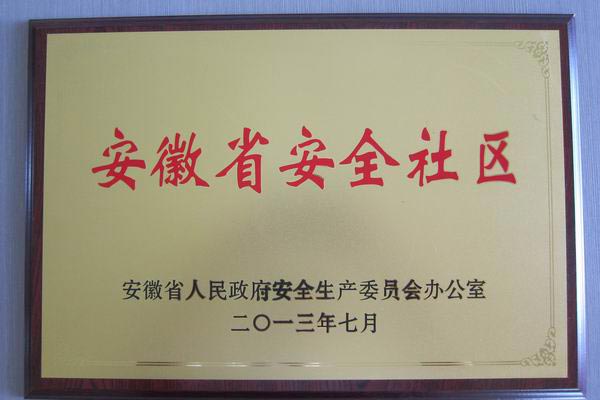 安徽省安全社区
安徽省人民政府安全生产委员会办公室
二〇一三年七月